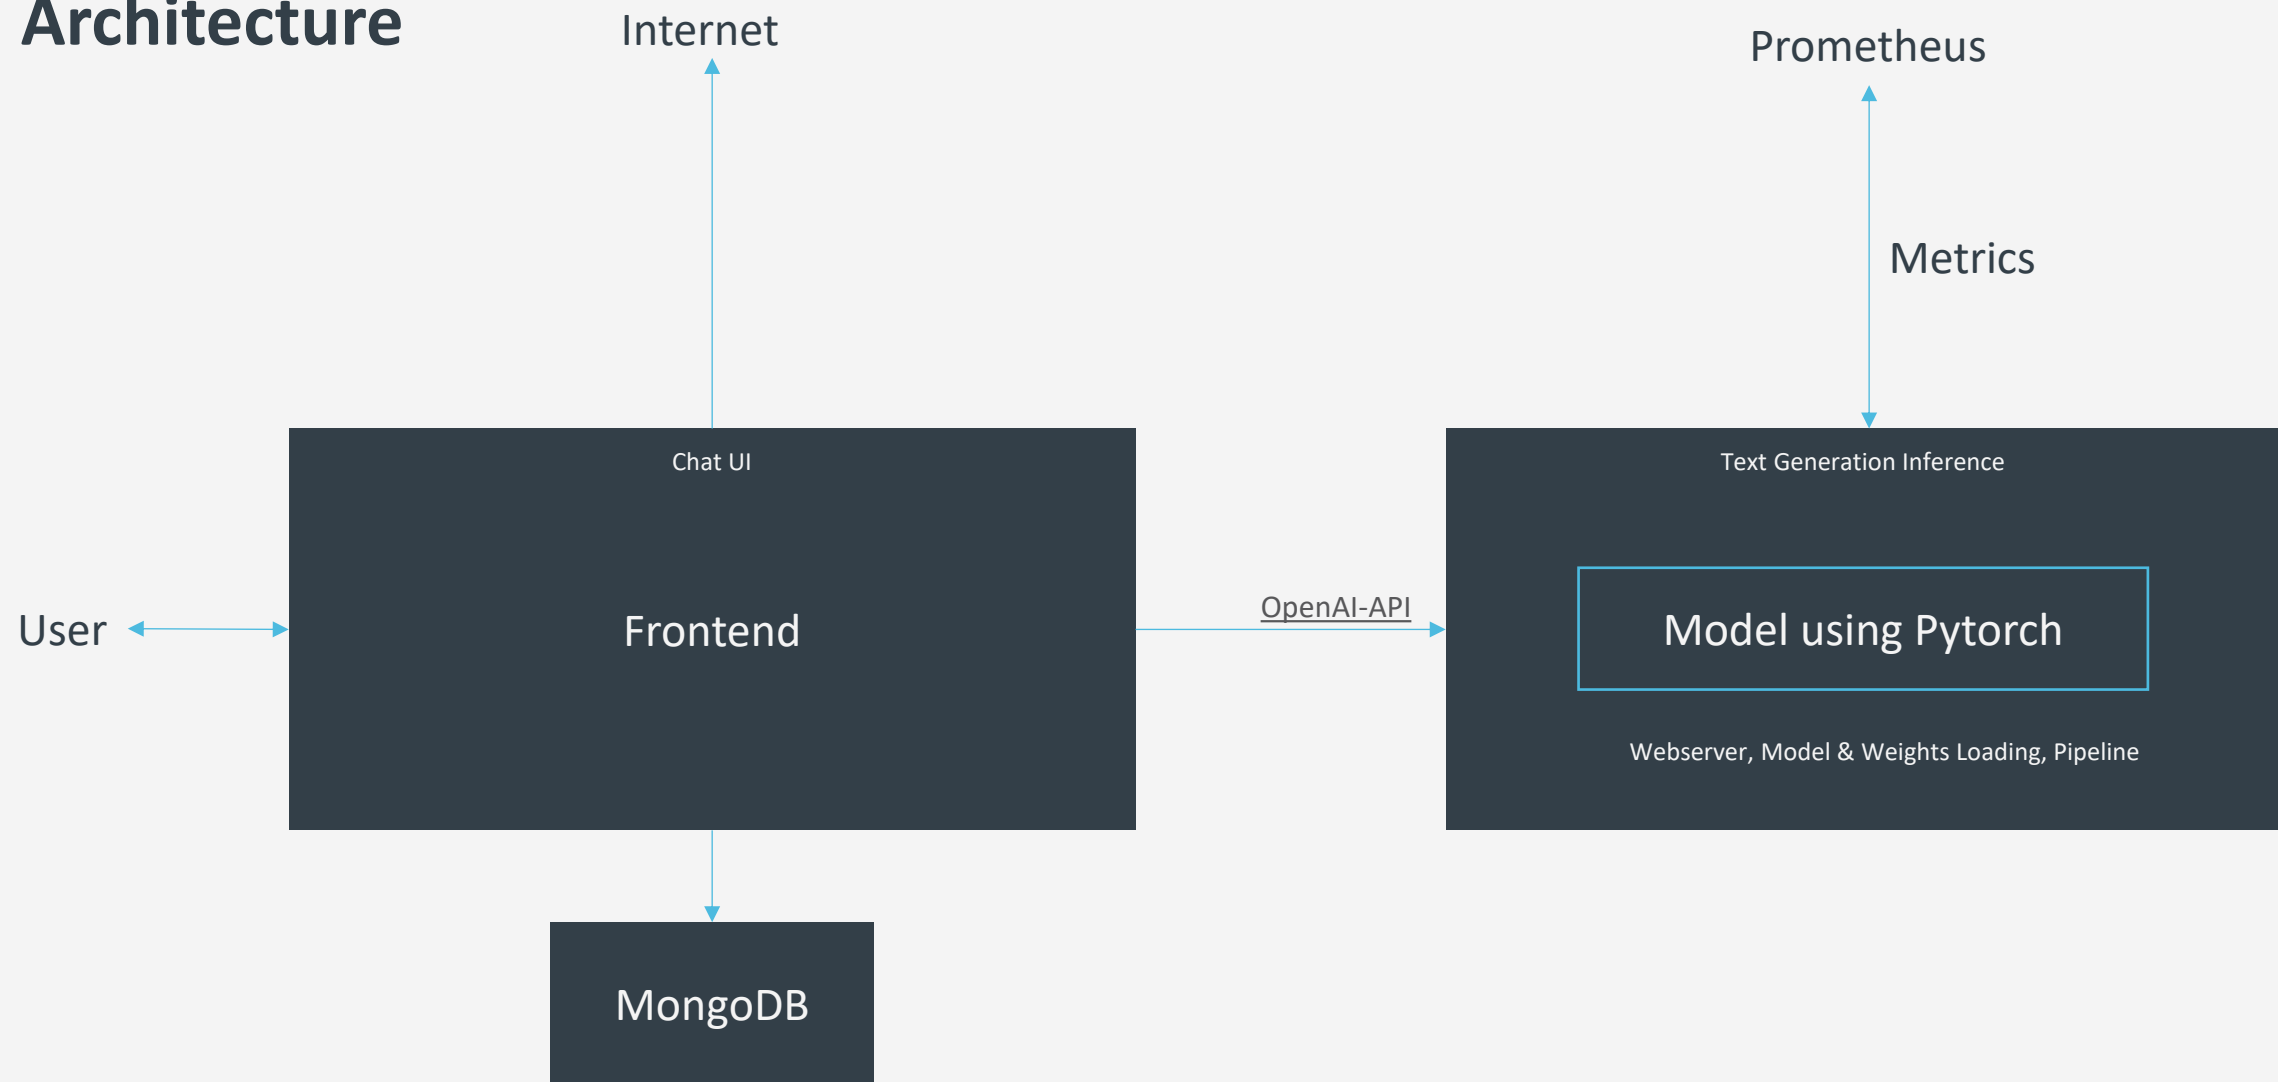 Architecture
Internet
Prometheus
Metrics
Chat UI
Text Generation Inference
User
Frontend
OpenAI-API
Model using Pytorch
Webserver, Model & Weights Loading, Pipeline
MongoDB